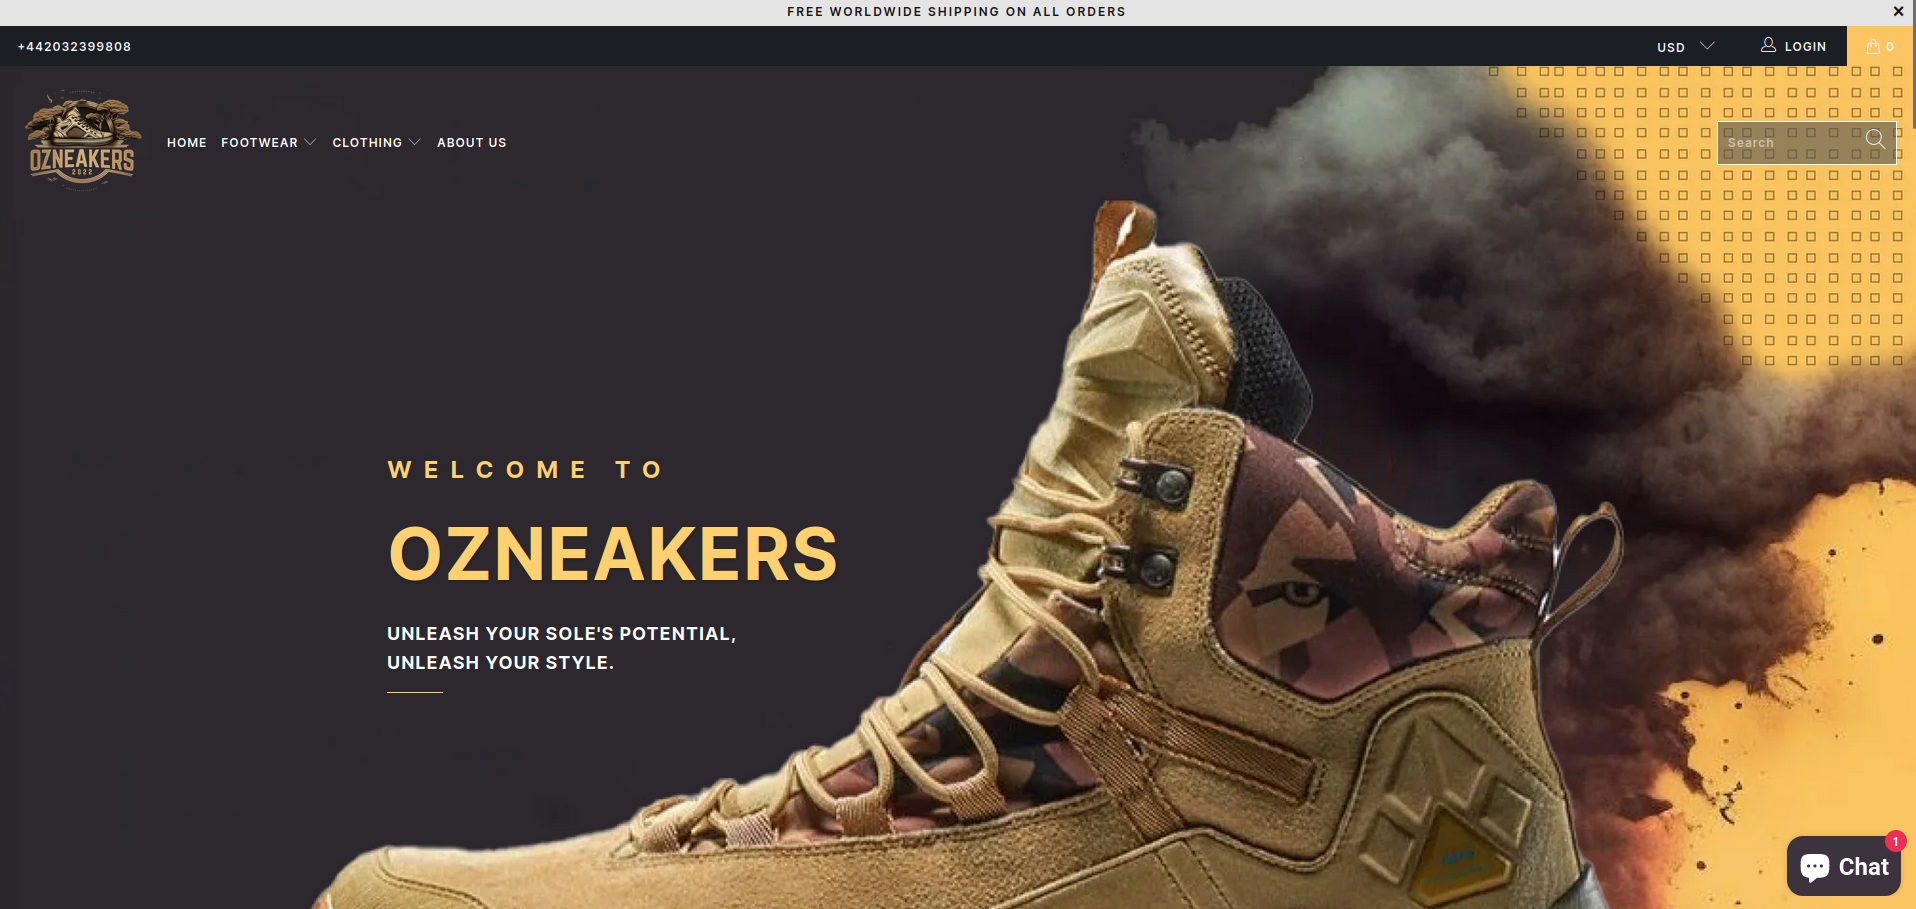 FREE WORLDWIDE SHIPPING ON ALL ORDERS
+442032399808
USD
LOGIN
0
OZNEAKERS
2022
HOME FOOTWEAR CLOTHING ABOUT US
Search
WELCOME TO
OZNEAKERS
UNLEASH YOUR SOLE'S POTENTIAL,
UNLEASH YOUR STYLE.
1
Chat